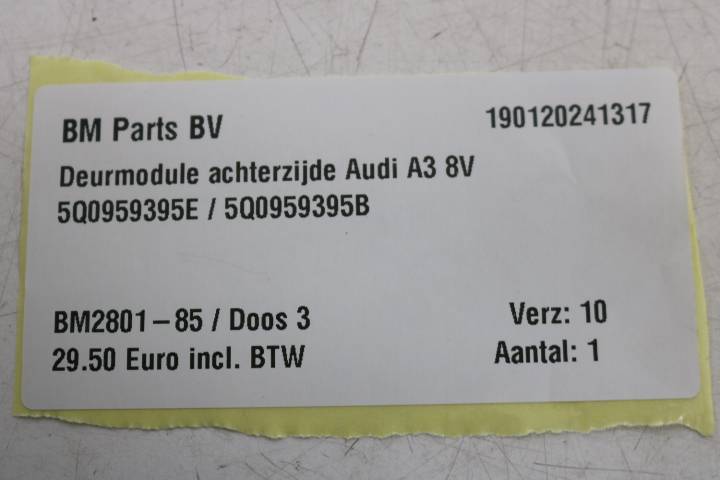 BM Parts BV 190120241317
Deurmodule achterzijde Audi A3 8V
5Q0959395E / 5Q0959395B
BM2801-85 / Doos 3 Verz: 10
29.50 Euro incl. BTW Aantal: 1